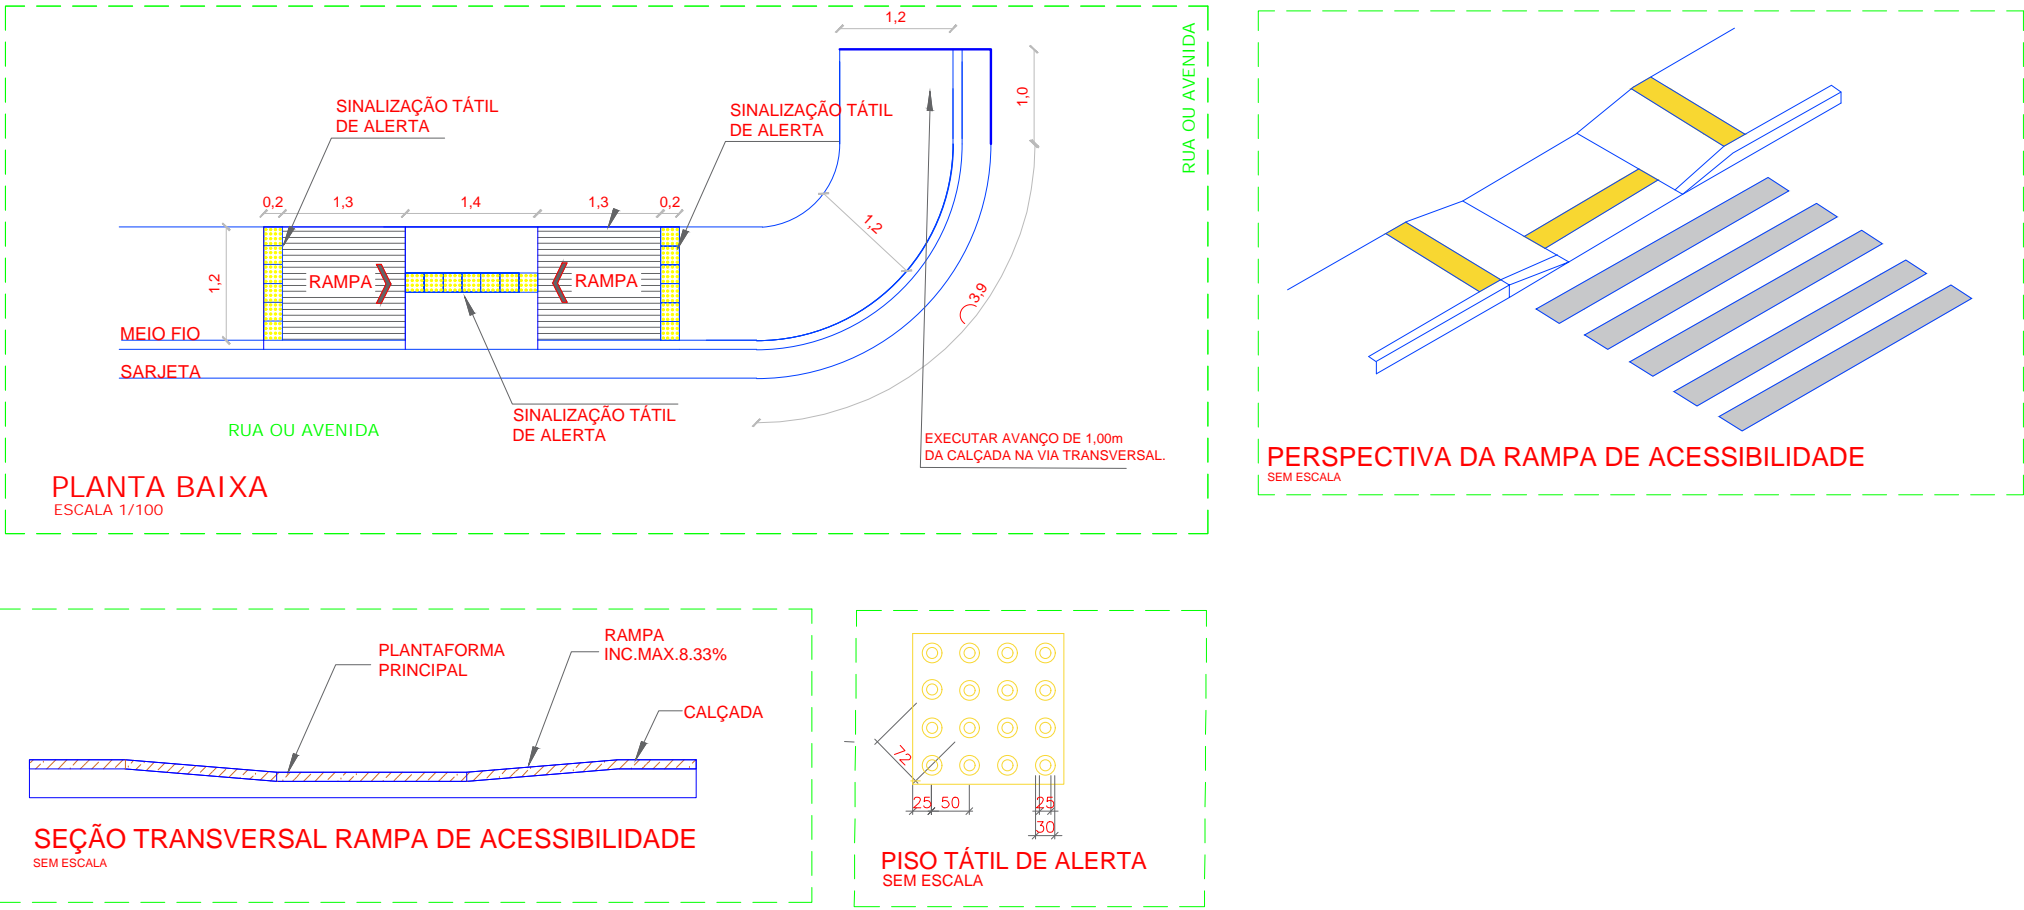 1,2
RUA OU AVENIDA
1,0
SINALIZAÇÃO TÁTIL
DE ALERTA
SINALIZAÇÃO TÁTIL
DE ALERTA
0,2
1,3
1,4
1,3
0,2
1,2
1,2
RAMPA
RAMPA
3,9
MEIO FIO
SARJETA
SINALIZAÇÃO TÁTIL
DE ALERTA
RUA OU AVENIDA
EXECUTAR AVANÇO DE 1,00m
DA CALÇADA NA VIA TRANSVERSAL.
PLANTA BAIXA
ESCALA 1/100
PERSPECTIVA DA RAMPA DE ACESSIBILIDADE
SEM ESCALA
PLANTAFORMA
PRINCIPAL
RAMPA
INC.MAX.8.33%
CALÇADA
SEÇÃO TRANSVERSAL RAMPA DE ACESSIBILIDADE
SEM ESCALA
72
25
50
25
30
PISO TÁTIL DE ALERTA
SEM ESCALA